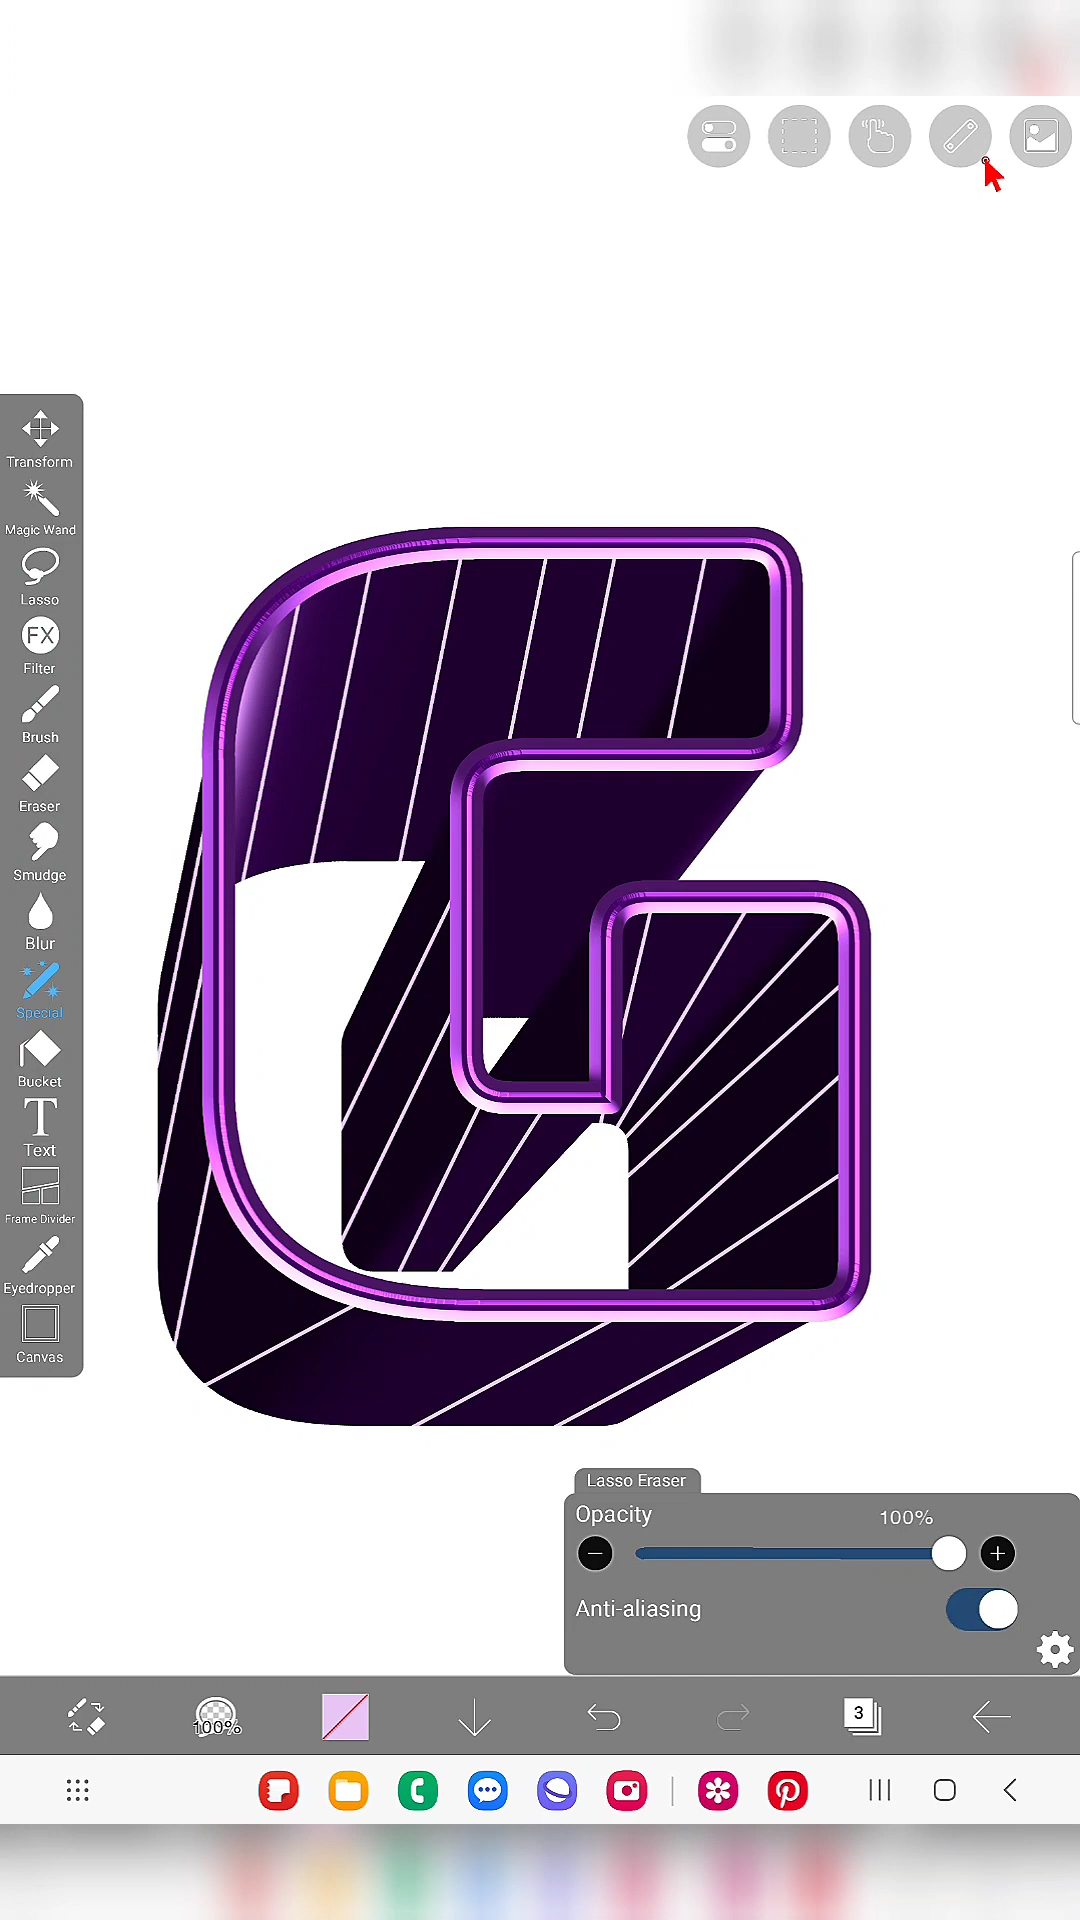 Transform
Magic Wand
Lasso
FX
Filter
Brush
Eraser
Smudge
Blur
Special
Bucket
T
Text
Frame Divider
Eyedropper
Canvas
G
Lasso Eraser
Opacity
100%
Anti-aliasing
100%
3